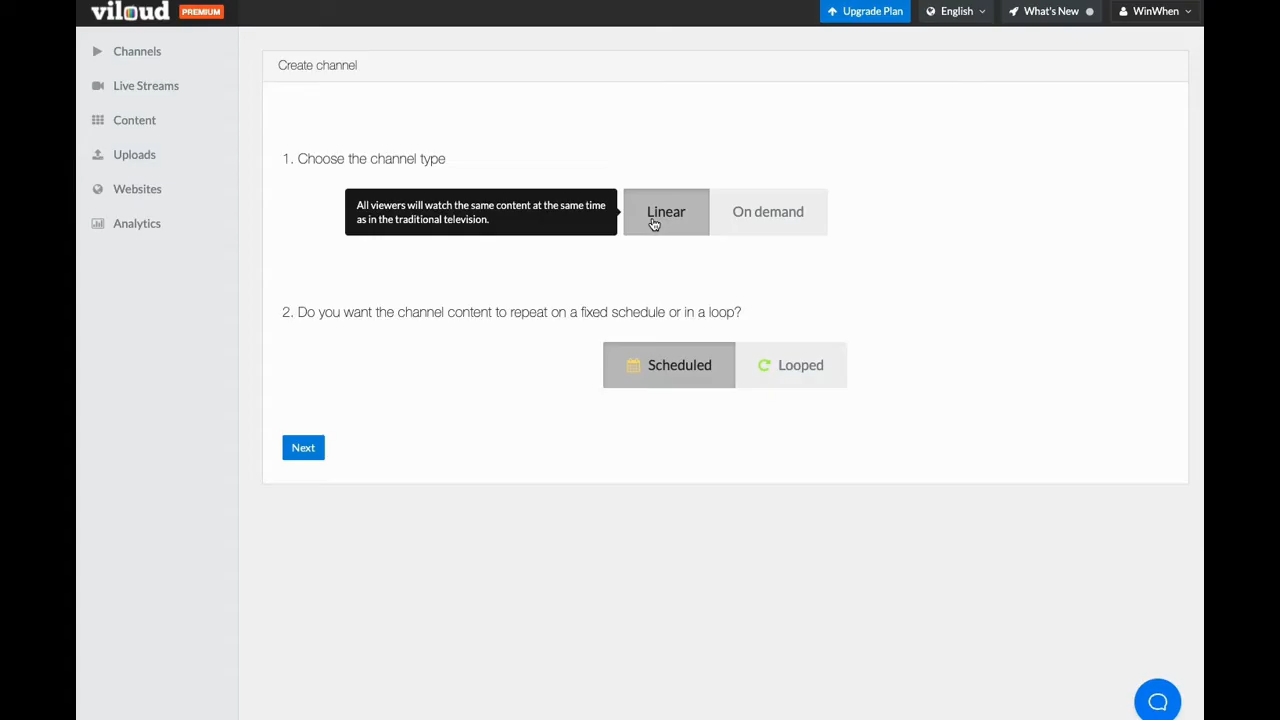 viloud PREMIUM
Upgrade Plan
English
What's New
WinWhen
Channels
Live Streams
Content
Uploads
Websites
Analytics
Create channel
1. Choose the channel type
All viewers will watch the same content at the same time
as in the traditional television.
Linear
On demand
2. Do you want the channel content to repeat on a fixed schedule or in a loop?
Scheduled
Looped
Next